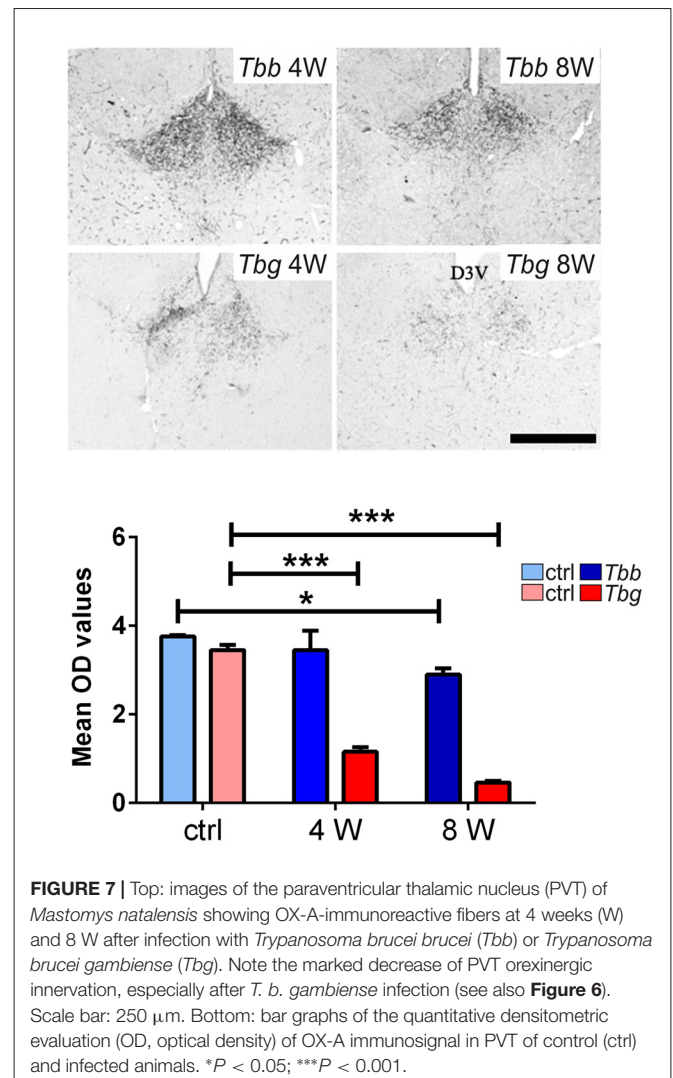 Tbb 4W
Tbb 8W
Tbg 4W
D3V Tbg 8W
***
***
*
6
4
2
0
Mean OD values
ctrl Tbb
ctrl Tbg
ctrl 4 W 8 W
FIGURE 7 | Top: images of the paraventricular thalamic nucleus (PVT) of
Mastomys natalensis showing OX-A-immunoreactive fibers at 4 weeks (W)
and 8 W after infection with Trypanosoma brucei brucei (Tbb) or Trypanosoma
brucei gambiense (Tbg). Note the marked decrease of PVT orexinergic
innervation, especially after T. b. gambiense infection (see also Figure 6).
Scale bar: 250 μm. Bottom: bar graphs of the quantitative densitometric
evaluation (OD, optical density) of OX-A immunosignal in PVT of control (ctrl)
and infected animals. *P < 0.05; ***P < 0.001.